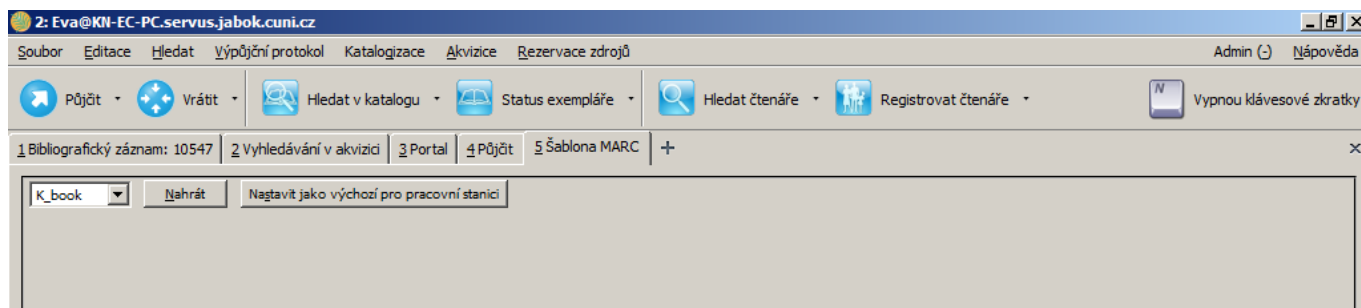 2: Eva@KN-EC-PC.servus.jabok.cuni.cz
Soubor Editace Hledat Výpůjční protokol Katalogizace Akvizice Rezervace zdrojů Admin (-) Nápověda
Půjčit Vrátit Hledat v katalogu Status exempláře Hledat čtenáře Registrovat čtenáře N Vypnou klávesové zkratky
1 Bibliografický záznam: 10547 2 Vyhledávání v akvizici 3 Portal 4 Půjčit 5 Šablona MARC
K_book Nahrát Nastavit jako výchozí pro pracovní stanici